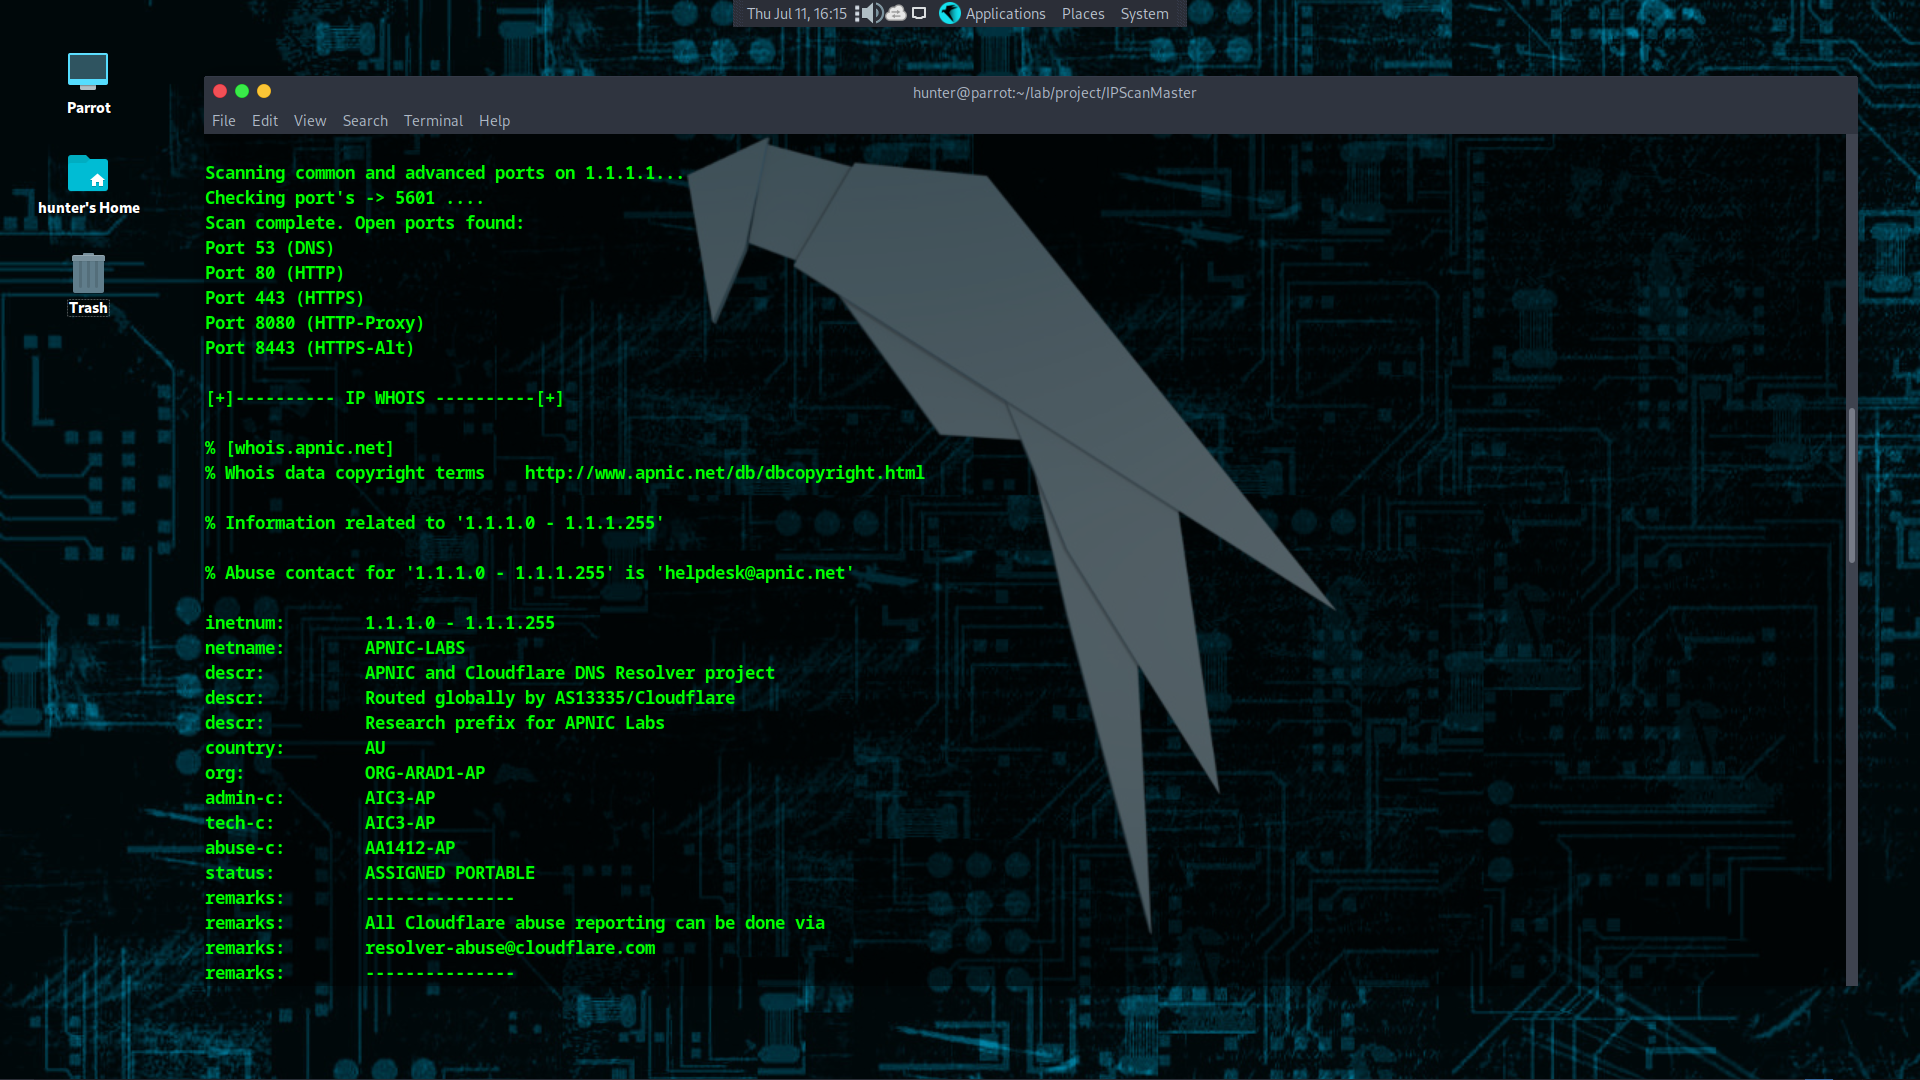 Thu Jul 11, 16:15 Applications Places System
Parrot
hunter's Home
Trash
hunter@parrot:~/lab/project/IPScanMaster
File Edit View Search Terminal Help
Scanning common and advanced ports on 1.1.1.1...
Checking port's -> 5601 ....
Scan complete. Open ports found:
Port 53 (DNS)
Port 80 (HTTP)
Port 443 (HTTPS)
Port 8080 (HTTP-Proxy)
Port 8443 (HTTPS-Alt)
[+]---------- IP WHOIS ----------[+]
% [whois.apnic.net]
% Whois data copyright terms    http://www.apnic.net/db/dbcopyright.html
% Information related to '1.1.1.0 - 1.1.1.255'
% Abuse contact for '1.1.1.0 - 1.1.1.255' is 'helpdesk@apnic.net'
inetnum:        1.1.1.0 - 1.1.1.255
netname:        APNIC-LABS
descr:          APNIC and Cloudflare DNS Resolver project
descr:          Routed globally by AS13335/Cloudflare
descr:          Research prefix for APNIC Labs
country:        AU
org:            ORG-ARAD1-AP
admin-c:        AIC3-AP
tech-c:         AIC3-AP
abuse-c:        AA1412-AP
status:         ASSIGNED PORTABLE
remarks:        ---------------
remarks:        All Cloudflare abuse reporting can be done via
remarks:        resolver-abuse@cloudflare.com
remarks:        ---------------